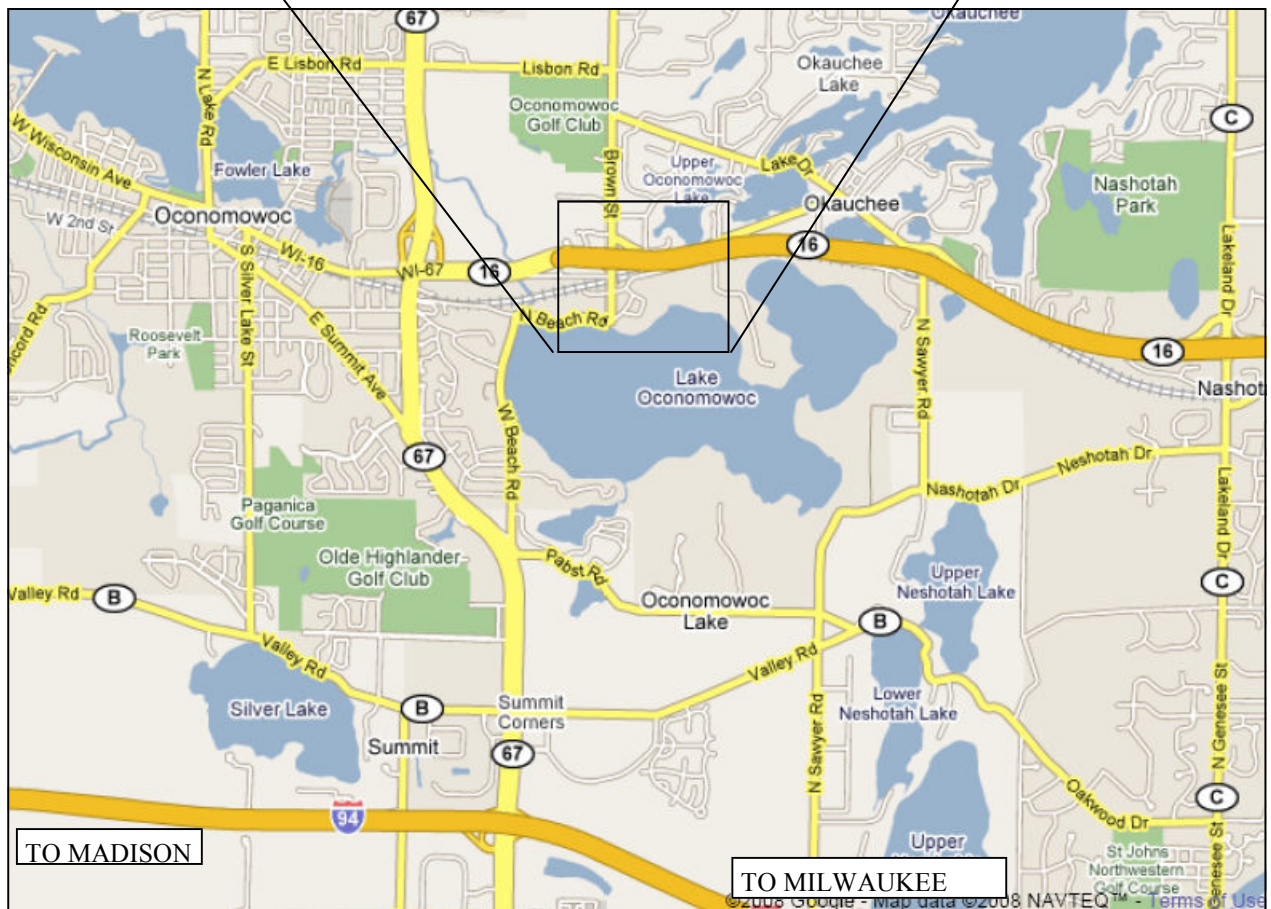 67
Okauchee
E Lisbon Rd
Lisbon Rd
Okauchee
Lake
N Lake Rd
Oconomowoc
Golf Club
C
W Wisconsin Ave
Fowler Lake
Brown St
Upper
Oconomowoc
Lake
Lake Dr
Nashotah
Park
W 2nd St
Oconomowoc
Okauchee
WI-16
WI-67
16
16
Lakeland Dr
S Silver Lake St
E Summit Ave
N Beach Rd
N Sawyer Rd
Roosevelt
Park
16
Lake
Oconomowoc
Nashot
W Beach Rd
67
Neshotah Dr
Nashotah Dr
Lakeland Dr
Paganica
Golf Course
Olde Highlander
Golf Club
Pabst Rd
Upper
Neshotah Lake
C
Valley Rd
B
Oconomowoc
Lake
B
Valley Rd
Valley Rd
Silver Lake
B
Summit
Corners
Lower
Neshotah Lake
N Genesee St
Summit
67
N Sawyer Rd
Oakwood Dr
C
94
TO MADISON
Upper
St Johns
Northwestern
Golf Course
Genesee St
TO MILWAUKEE
©2008 Google - Map data ©2008 NAVTEQ™ - Terms of Use